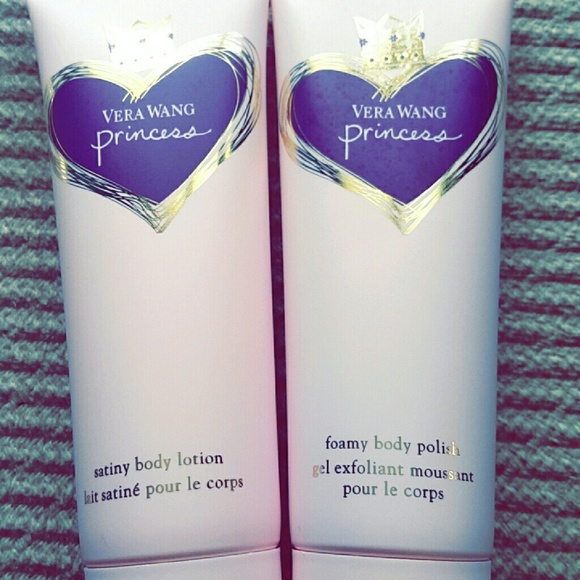 VERA WANG
princess
satiny body lotion
lait satiné pour le corps
VERA WANG
princess
foamy body polish
gel exfoliant moussant
pour le corps